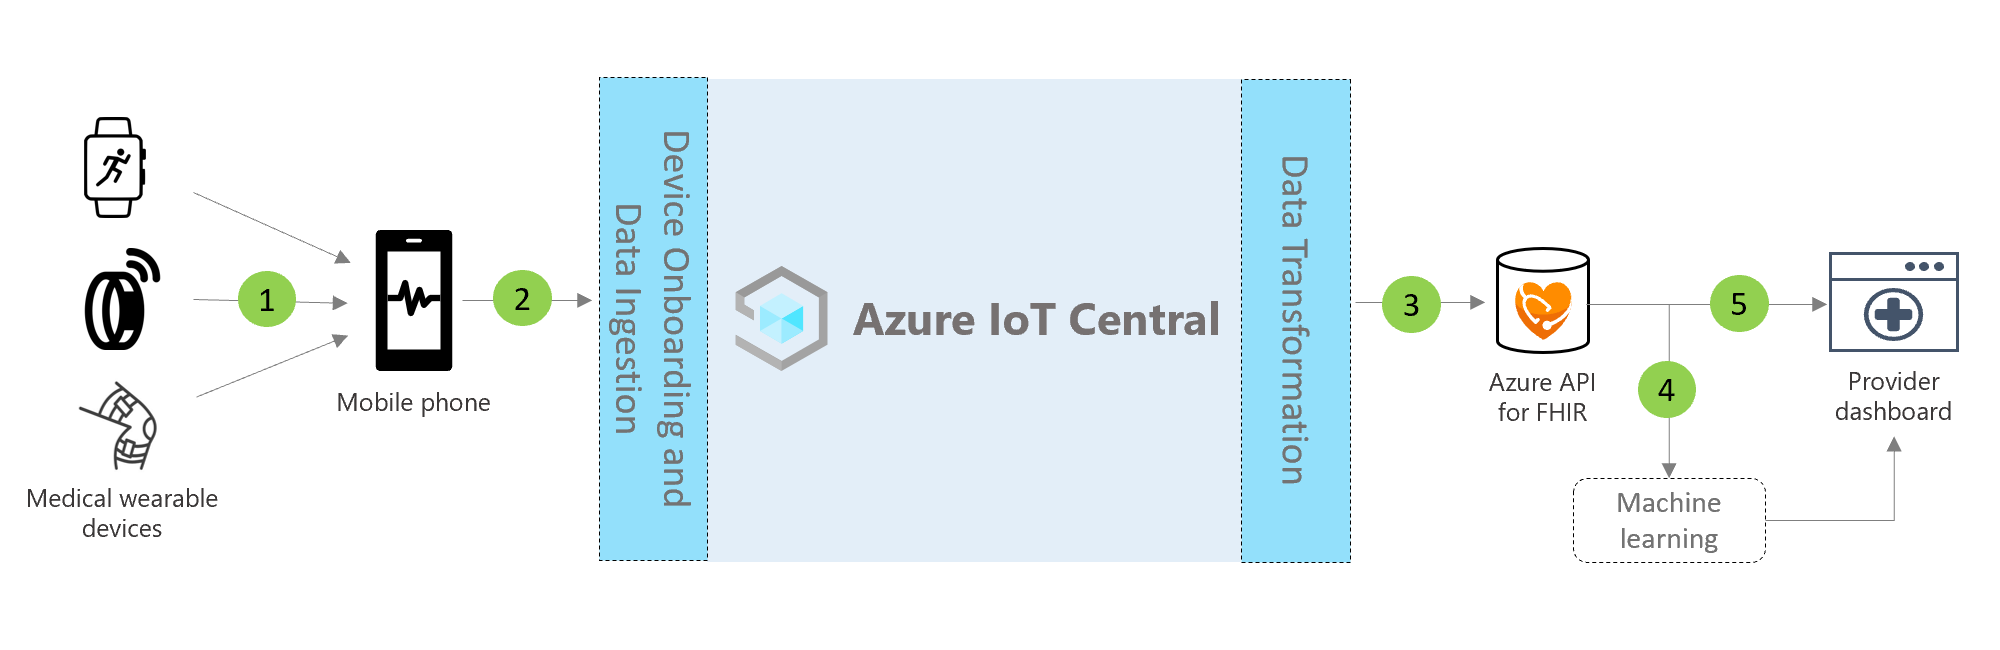 Medical wearable
devices
1
Mobile phone
2
Device Onboarding and
Data Ingestion
Azure IoT Central
Data Transformation
3
Azure API
for FHIR
4
5
Machine
learning
Provider
dashboard